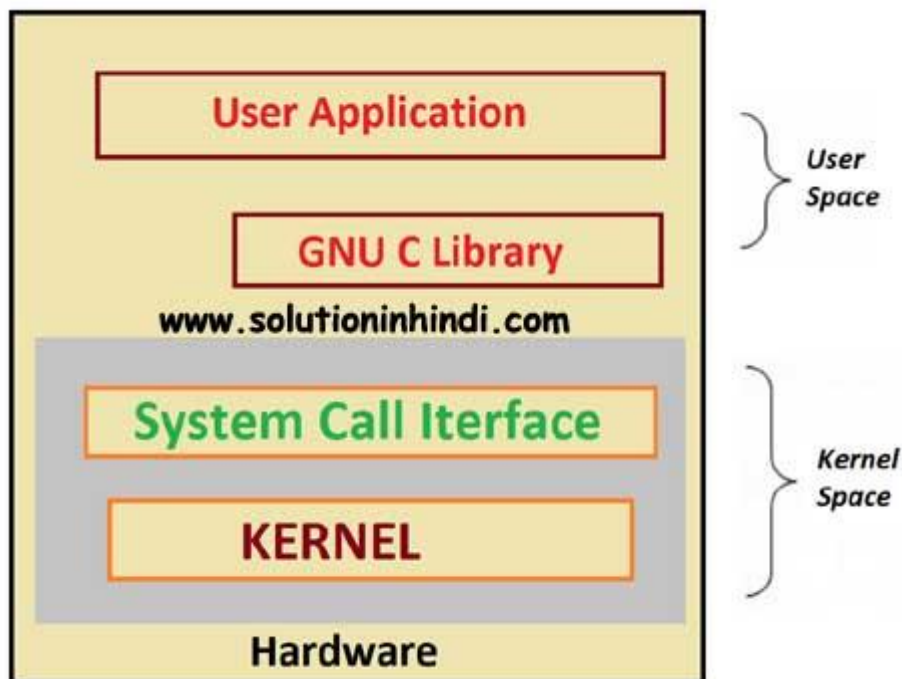 User Application
User
Space
GNU C Library
www.solutioninhindi.com
System Call Iterface
Kernel
Space
KERNEL
Hardware